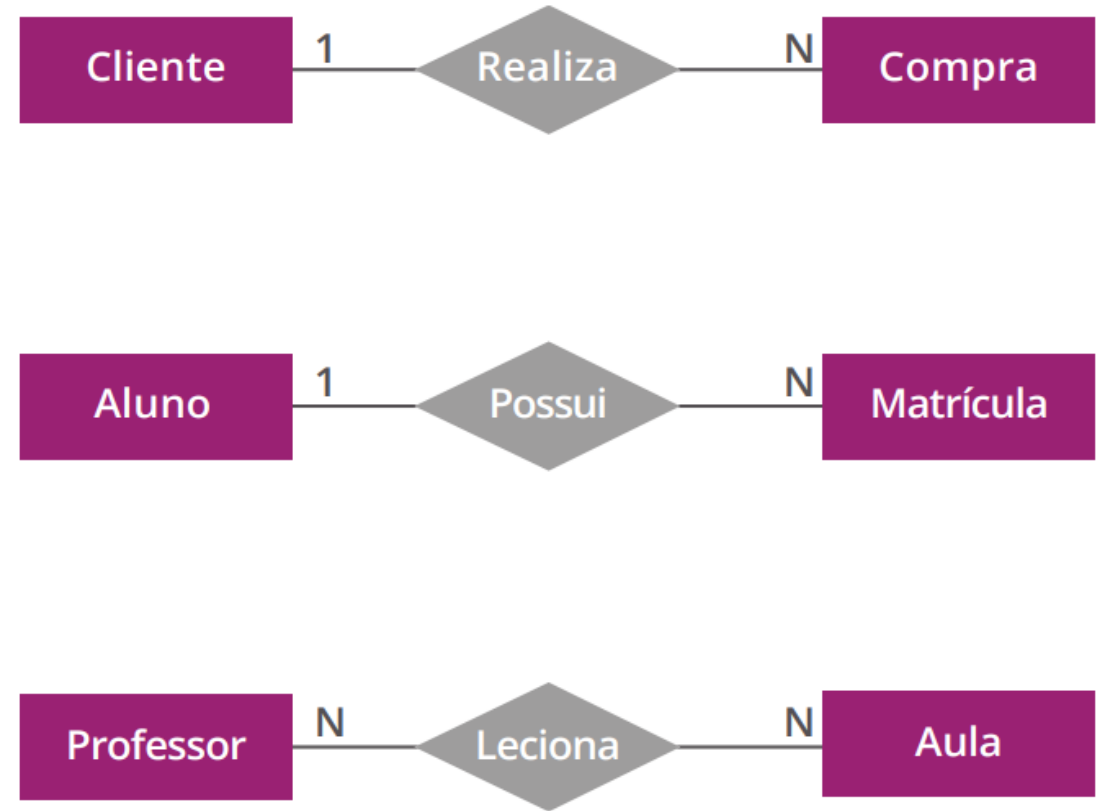 Cliente 1 Realiza N Compra
Aluno 1 Possui N Matrícula
Professor N Leciona N Aula